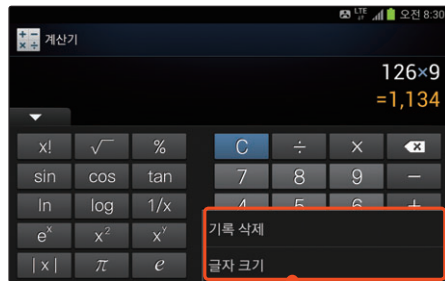 LTE 오전 8:30
계산기
126×9
=1,134
x! √ % C ÷ ×
sin cos tan 7 8 9 −
ln log 1/x 4 5 6 +
eˣ x² xʸ 기록 삭제
|x| π e 글자 크기